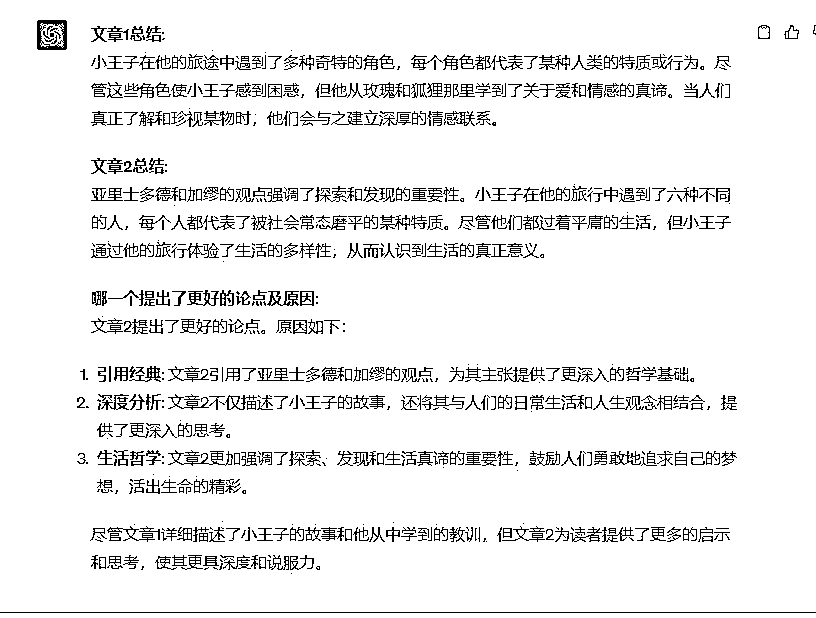 文章1总结:
小王子在他的旅途中遇到了多种奇特的角色，每个角色都代表了某种人类的特质或行为。尽
管这些角色使小王子感到困惑，但他从玫瑰和狐狸那里学到了关于爱和情感的真谛。当人们
真正了解和珍视某物时，他们会与之建立深厚的情感联系。
文章2总结:
亚里士多德和加缪的观点强调了探索和发现的重要性。小王子在他的旅行中遇到了六种不同
的人，每个人都代表了被社会常态磨平的某种特质。尽管他们都过着平庸的生活，但小王子
通过他的旅行体验了生活的多样性，从而认识到生活的真正意义。
哪一个提出了更好的论点及原因:
文章2提出了更好的论点。原因如下：
1. 引用经典: 文章2引用了亚里士多德和加缪的观点，为其主张提供了更深入的哲学基础。
2. 深度分析: 文章2不仅描述了小王子的故事，还将其与人们的日常生活和人生观念相结合，提
供了更深入的思考。
3. 生活哲学: 文章2更加强调了探索、发现和生活真谛的重要性，鼓励人们勇敢地追求自己的梦
想，活出生命的精彩。
尽管文章1详细描述了小王子的故事和他从中学到的教训，但文章2为读者提供了更多的启示
和思考，使其更具深度和说服力。